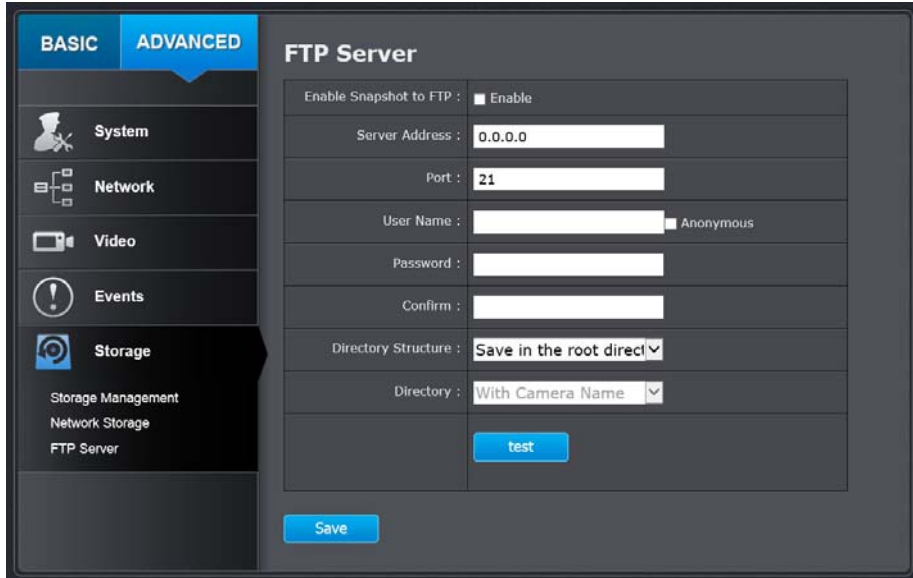 BASIC ADVANCED
System
Network
Video
Events
Storage
Storage Management
Network Storage
FTP Server
FTP Server
Enable Snapshot to FTP : Enable
Server Address : 0.0.0.0
Port : 21
User Name : Anonymous
Password :
Confirm :
Directory Structure : Save in the root direct
Directory : With Camera Name
test
Save